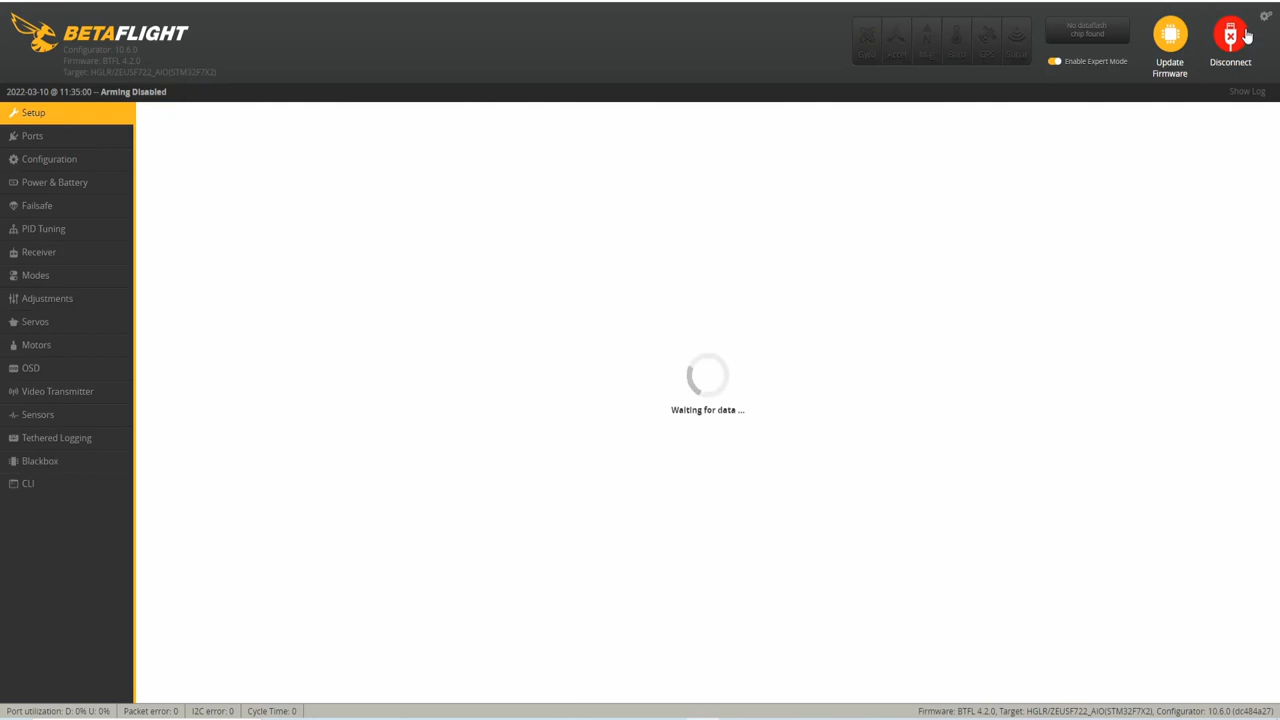 BETAFLIGHT
Configurator: 10.6.0
Firmware: BTFL 4.2.0
Target: HGLR/ZEUSF722_AIO(STM32F7X2)
No dataflash
chip found
Enable Expert Mode
Update
Firmware
Disconnect
2022-03-10 @ 11:35:00 -- Arming Disabled
Show Log
Setup
Ports
Configuration
Power & Battery
Failsafe
PID Tuning
Receiver
Modes
Adjustments
Servos
Motors
OSD
Video Transmitter
Sensors
Tethered Logging
Blackbox
CLI
Waiting for data ...
Port utilization: D: 0% U: 0%
Packet error: 0
I2C error: 0
Cycle Time: 0
Firmware: BTFL 4.2.0, Target: HGLR/ZEUSF722_AIO(STM32F7X2), Configurator: 10.6.0 (dc484a27)